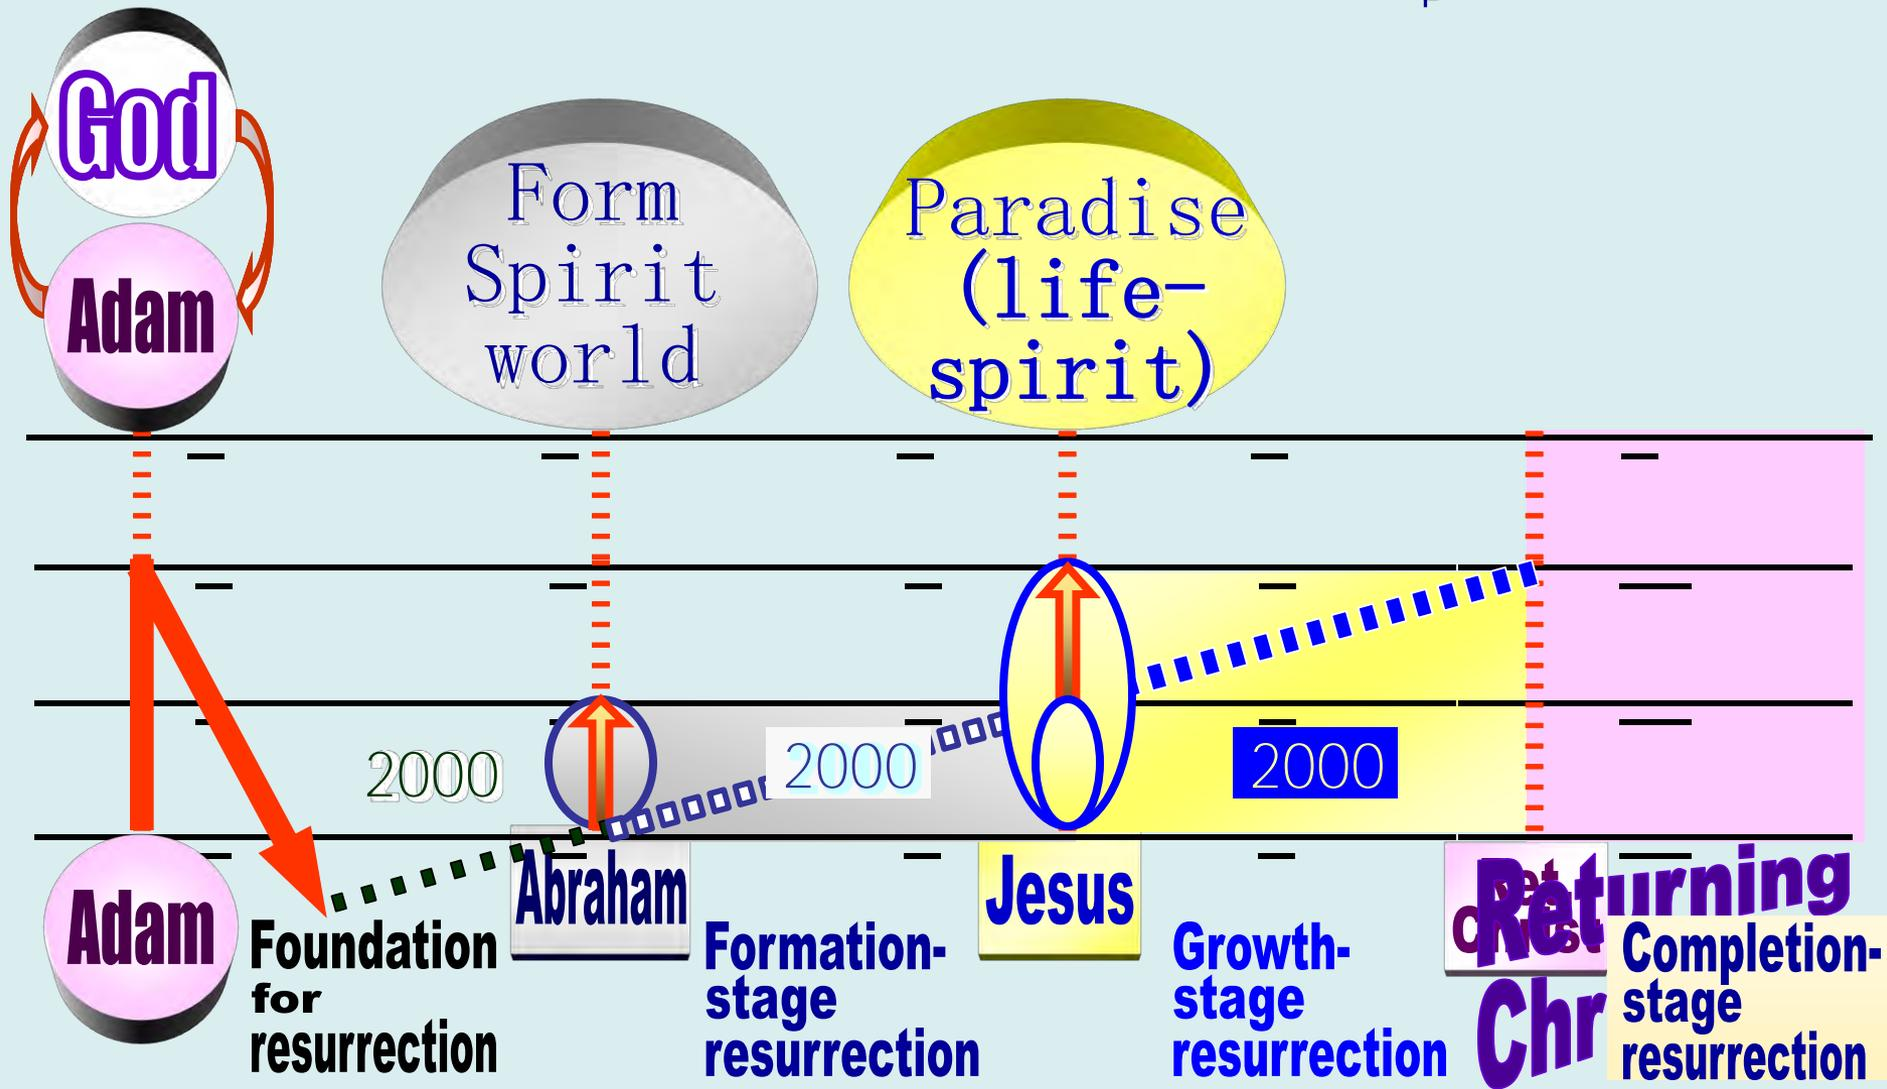 God
Adam
Form
Spirit
world
Paradise
(life-
spirit)
2000
2000
2000
Adam
Foundation
for
resurrection
Abraham
Formation-
stage
resurrection
Jesus
Growth-
stage
resurrection
Returning
Completion-
stage
resurrection